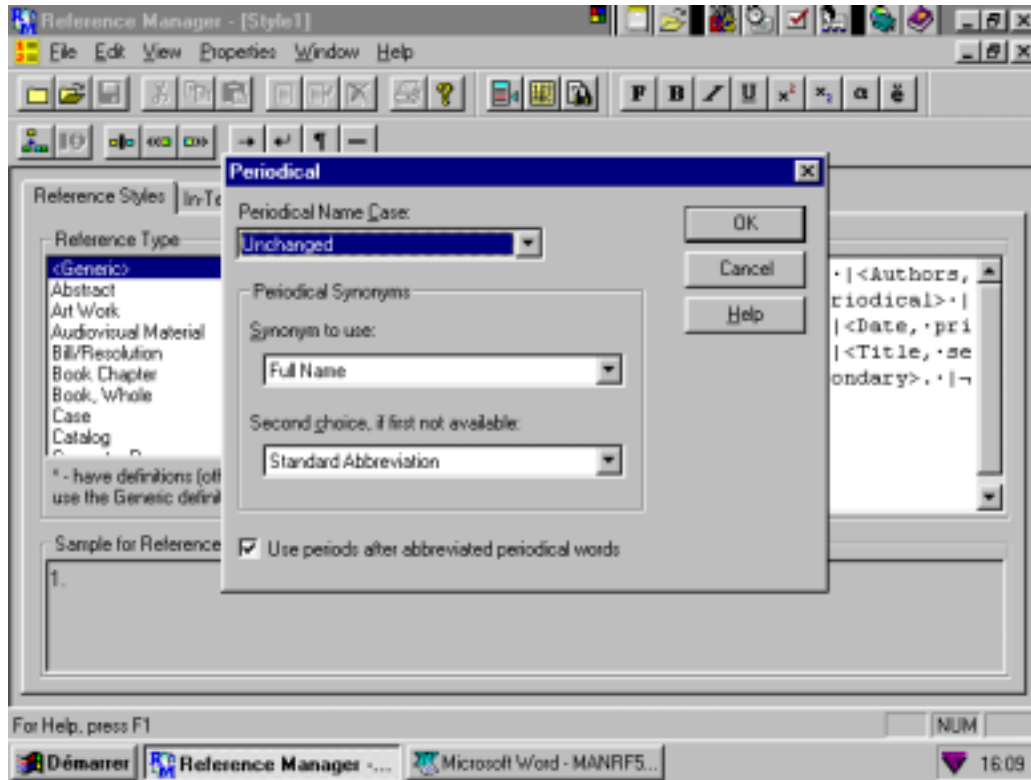 Reference Manager - [Style1]
File Edit View Properties Window Help
F B I U x² x₂ α ë
Periodical
Reference Styles In-Te
Periodical Name Case:
Unchanged
OK
Cancel
Help
Reference Type
<Generic>
Abstract
Art Work
Audiovisual Material
Bill/Resolution
Book Chapter
Book, Whole
Case
Catalog
Periodical Synonyms
Synonym to use:
Full Name
Second choice, if first not available:
Standard Abbreviation
·|<Authors,
riodical>·|
|<Date,·pri
|<Title,·se
ondary>.·|¬
* - have definitions (oth
use the Generic defini
Sample for Reference
Use periods after abbreviated periodical words
1.
For Help, press F1
NUM
Démarrer Reference Manager -... Microsoft Word - MANRF5... 16:09